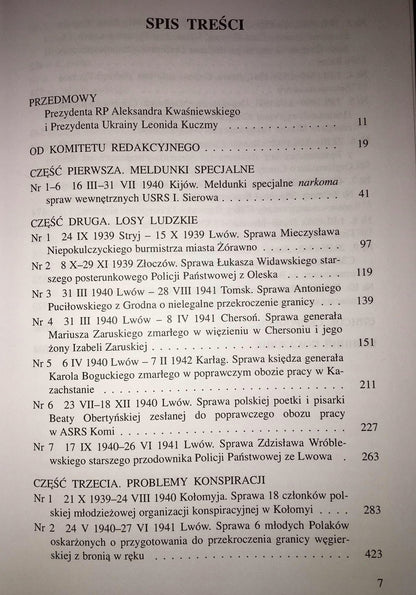 SPIS TREŚCI
PRZEDMOWY
Prezydenta RP Aleksandra Kwaśniewskiego
i Prezydenta Ukrainy Leonida Kuczmy . . . . . . . . . . . . . . 11
OD KOMITETU REDAKCYJNEGO . . . . . . . . . . . . . . . . 19
CZĘŚĆ PIERWSZA. MELDUNKI SPECJALNE
Nr 1–6 16 III–31 VII 1940 Kijów. Meldunki specjalne narkoma
spraw wewnętrznych USRS I. Sierowa . . . . . . . . . . . . . 41
CZĘŚĆ DRUGA. LOSY LUDZKIE
Nr 1 24 IX 1939 Stryj – 15 X 1939 Lwów. Sprawa Mieczysława
Niepokulczyckiego burmistrza miasta Żórawno . . . . . . . . . . 97
Nr 2 8 X–29 XI 1939 Złoczów. Sprawa Łukasza Widawskiego star-
szego posterunkowego Policji Państwowej z Oleska . . . . . . . 119
Nr 3 31 III 1940 Lwów – 28 VIII 1941 Tomsk. Sprawa Antoniego
Puciłowskiego z Grodna o nielegalne przekroczenie granicy . . . . 139
Nr 4 31 III 1940 Lwów – 8 IV 1941 Chersoń. Sprawa generała
Mariusza Zaruskiego zmarłego w więzieniu w Chersoniu i jego
żony Izabeli Zaruskiej . . . . . . . . . . . . . . . . . . . . 151
Nr 5 6 IV 1940 Lwów – 7 II 1942 Karłag. Sprawa księdza generała
Karola Boguckiego zmarłego w poprawczym obozie pracy w Ka-
zachstanie . . . . . . . . . . . . . . . . . . . . . . . . . 211
Nr 6 23 VII–18 XII 1940 Lwów. Sprawa polskiej poetki i pisarki
Beaty Obertyńskiej zesłanej do poprawczego obozu pracy
w ASRS Komi . . . . . . . . . . . . . . . . . . . . . . . . 227
Nr 7 17 IX 1940–26 VI 1941 Lwów. Sprawa Zdzisława Wróble-
wskiego starszego przodownika Policji Państwowej ze Lwowa . 263
CZĘŚĆ TRZECIA. PROBLEMY KONSPIRACJI
Nr 1 21 X 1939–24 VIII 1940 Kołomyja. Sprawa 18 członków pol-
skiej młodzieżowej organizacji konspiracyjnej w Kołomyi . . . . 283
Nr 2 24 V 1940–27 VI 1941 Lwów. Sprawa 6 młodych Polaków
oskarżonych o przygotowania do przekroczenia granicy węgier-
skiej z bronią w ręku . . . . . . . . . . . . . . . . . . . . 423
7